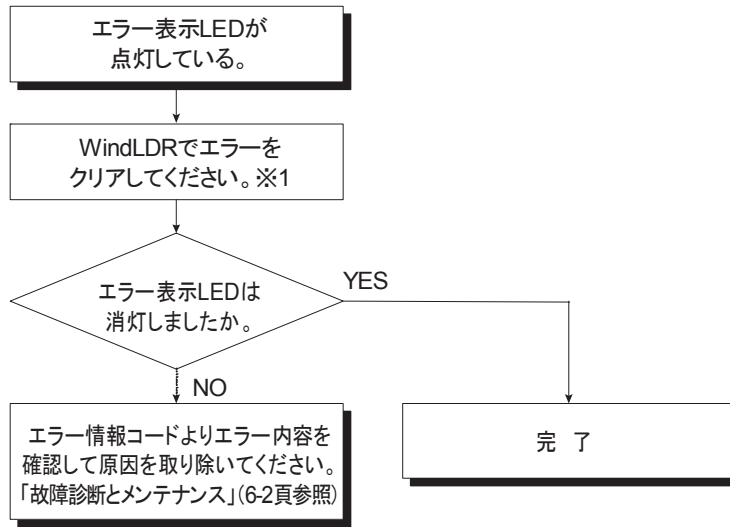 エラー表示LEDが
点灯している。
WindLDRでエラーを
クリアしてください。※1
エラー表示LEDは
消灯しましたか。
YES
NO
エラー情報コードよりエラー内容を
確認して原因を取り除いてください。
「故障診断とメンテナンス」(6-2頁参照)
完 了